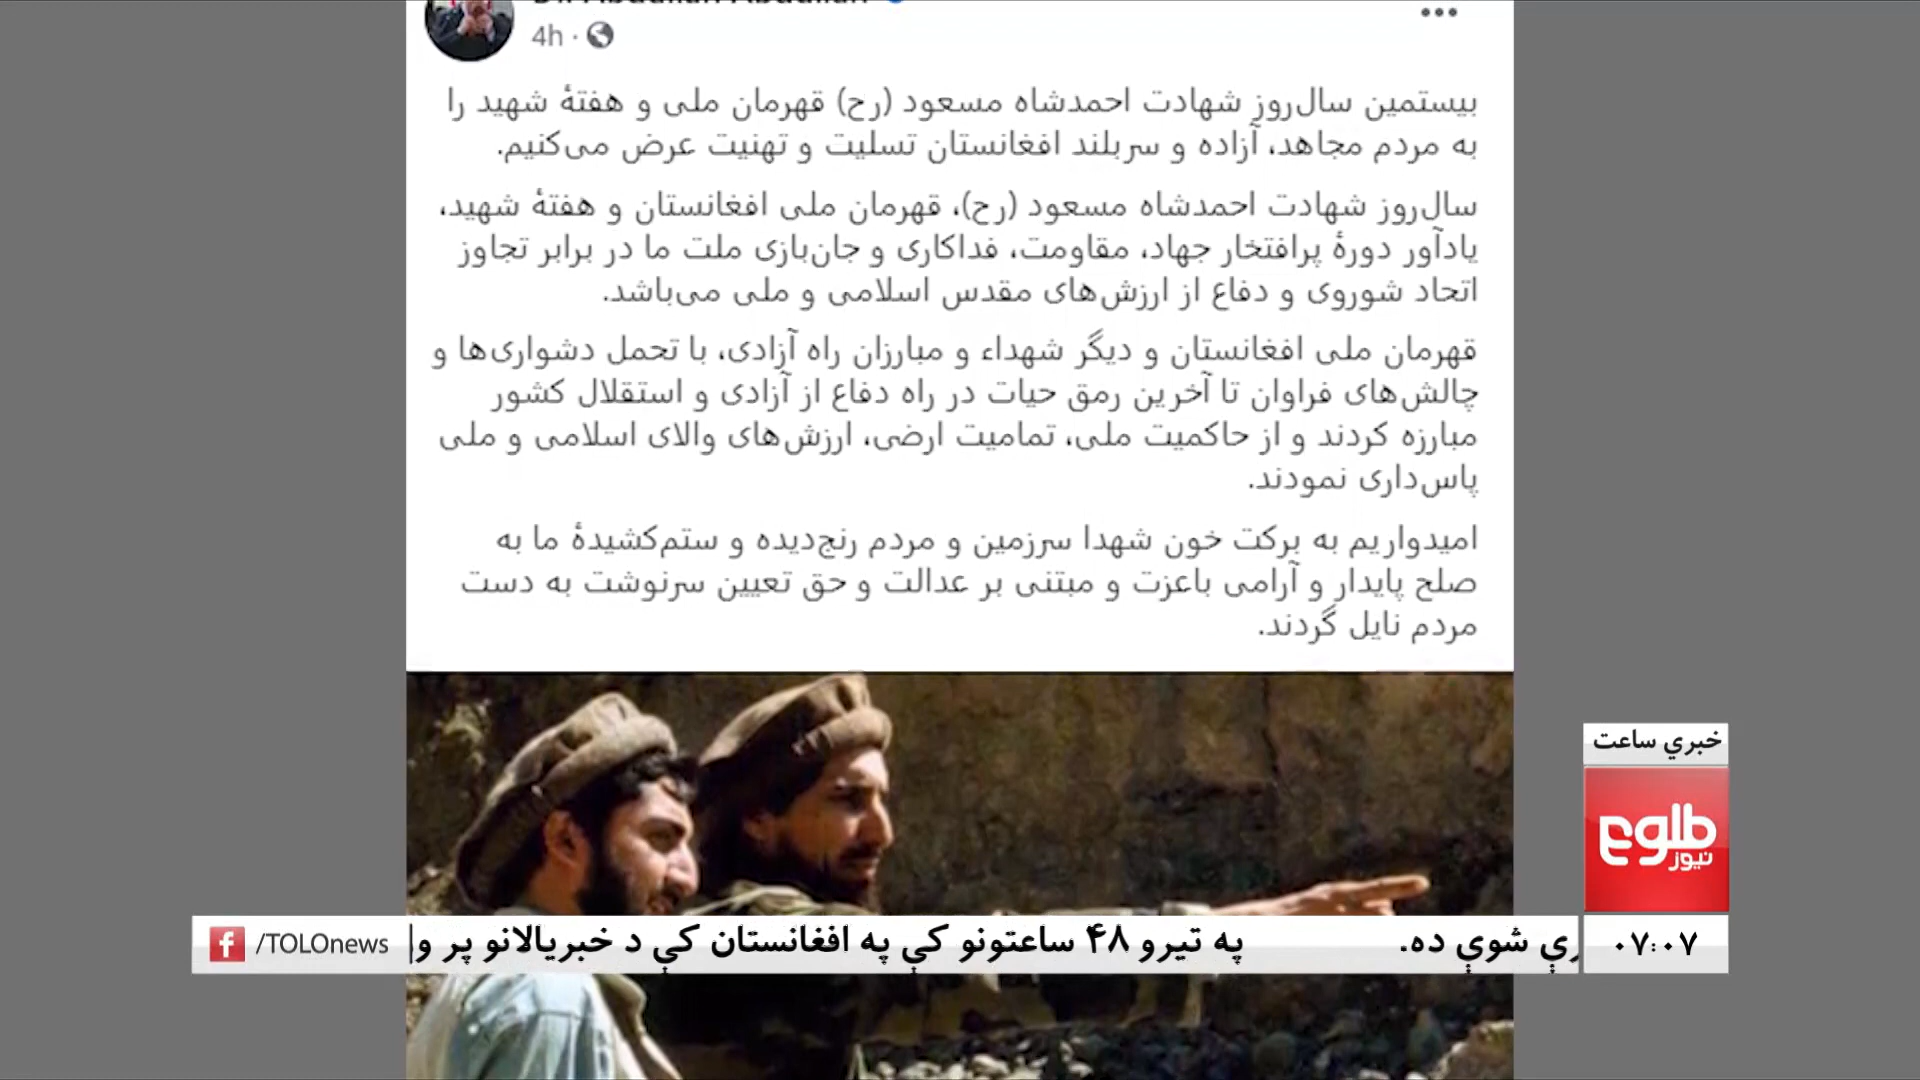 4h ·
بیستمین سال‌روز شهادت احمدشاه مسعود (رح) قهرمان ملی و هفتهٔ شهید را
به مردم مجاهد، آزاده و سربلند افغانستان تسلیت و تهنیت عرض می‌کنیم.
سال‌روز شهادت احمدشاه مسعود (رح)، قهرمان ملی افغانستان و هفتهٔ شهید،
یادآور دورهٔ پرافتخار جهاد، مقاومت، فداکاری و جان‌بازی ملت ما در برابر تجاوز
اتحاد شوروی و دفاع از ارزش‌های مقدس اسلامی و ملی می‌باشد.
قهرمان ملی افغانستان و دیگر شهداء و مبارزان راه آزادی، با تحمل دشواری‌ها و
چالش‌های فراوان تا آخرین رمق حیات در راه دفاع از آزادی و استقلال کشور
مبارزه کردند و از حاکمیت ملی، تمامیت ارضی، ارزش‌های والای اسلامی و ملی
پاس‌داری نمودند.
امیدواریم به برکت خون شهدا سرزمین و مردم رنج‌دیده و ستم‌کشیدهٔ ما به
صلح پایدار و آرامی باعزت و مبتنی بر عدالت و حق تعیین سرنوشت به دست
مردم نایل گردند.
خبري ساعت
طلوع
نیوز
شوې ده. په تیرو ۴۸ ساعتونو کې په افغانستان کې د خبریالانو پر
/TOLOnews
۰۷:۰۷